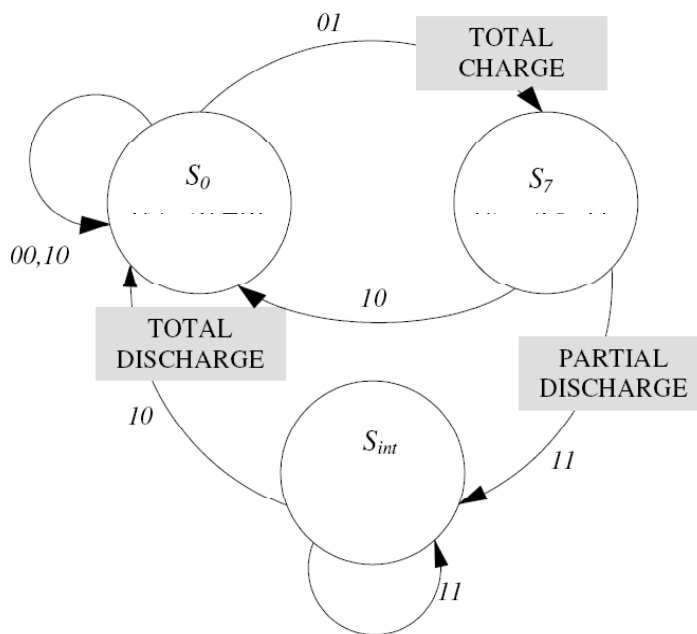 01
TOTAL
CHARGE
S0
S7
00,10
10
TOTAL
DISCHARGE
PARTIAL
DISCHARGE
10
Sint
11
11